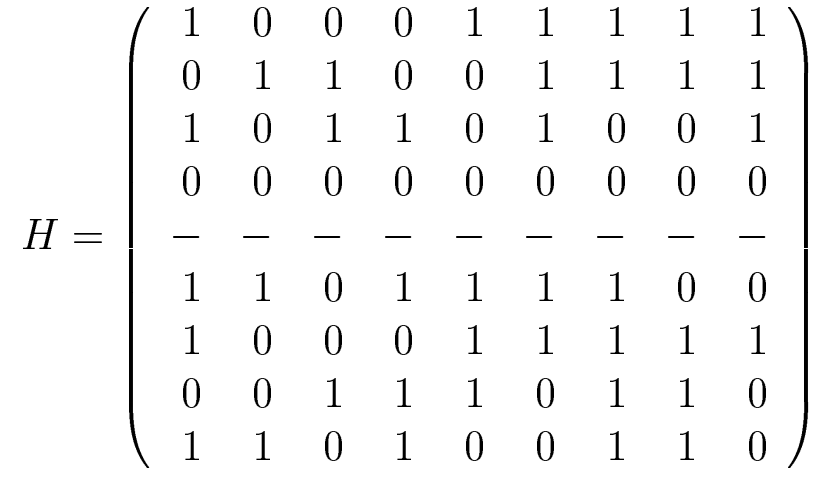 1 0 0 0 1 1 1 1 1
0 1 1 0 0 1 1 1 1
1 0 1 1 0 1 0 0 1
0 0 0 0 0 0 0 0 0
H = − − − − − − − − −
1 1 0 1 1 1 1 0 0
1 0 0 0 1 1 1 1 1
0 0 1 1 1 0 1 1 0
1 1 0 1 0 0 1 1 0